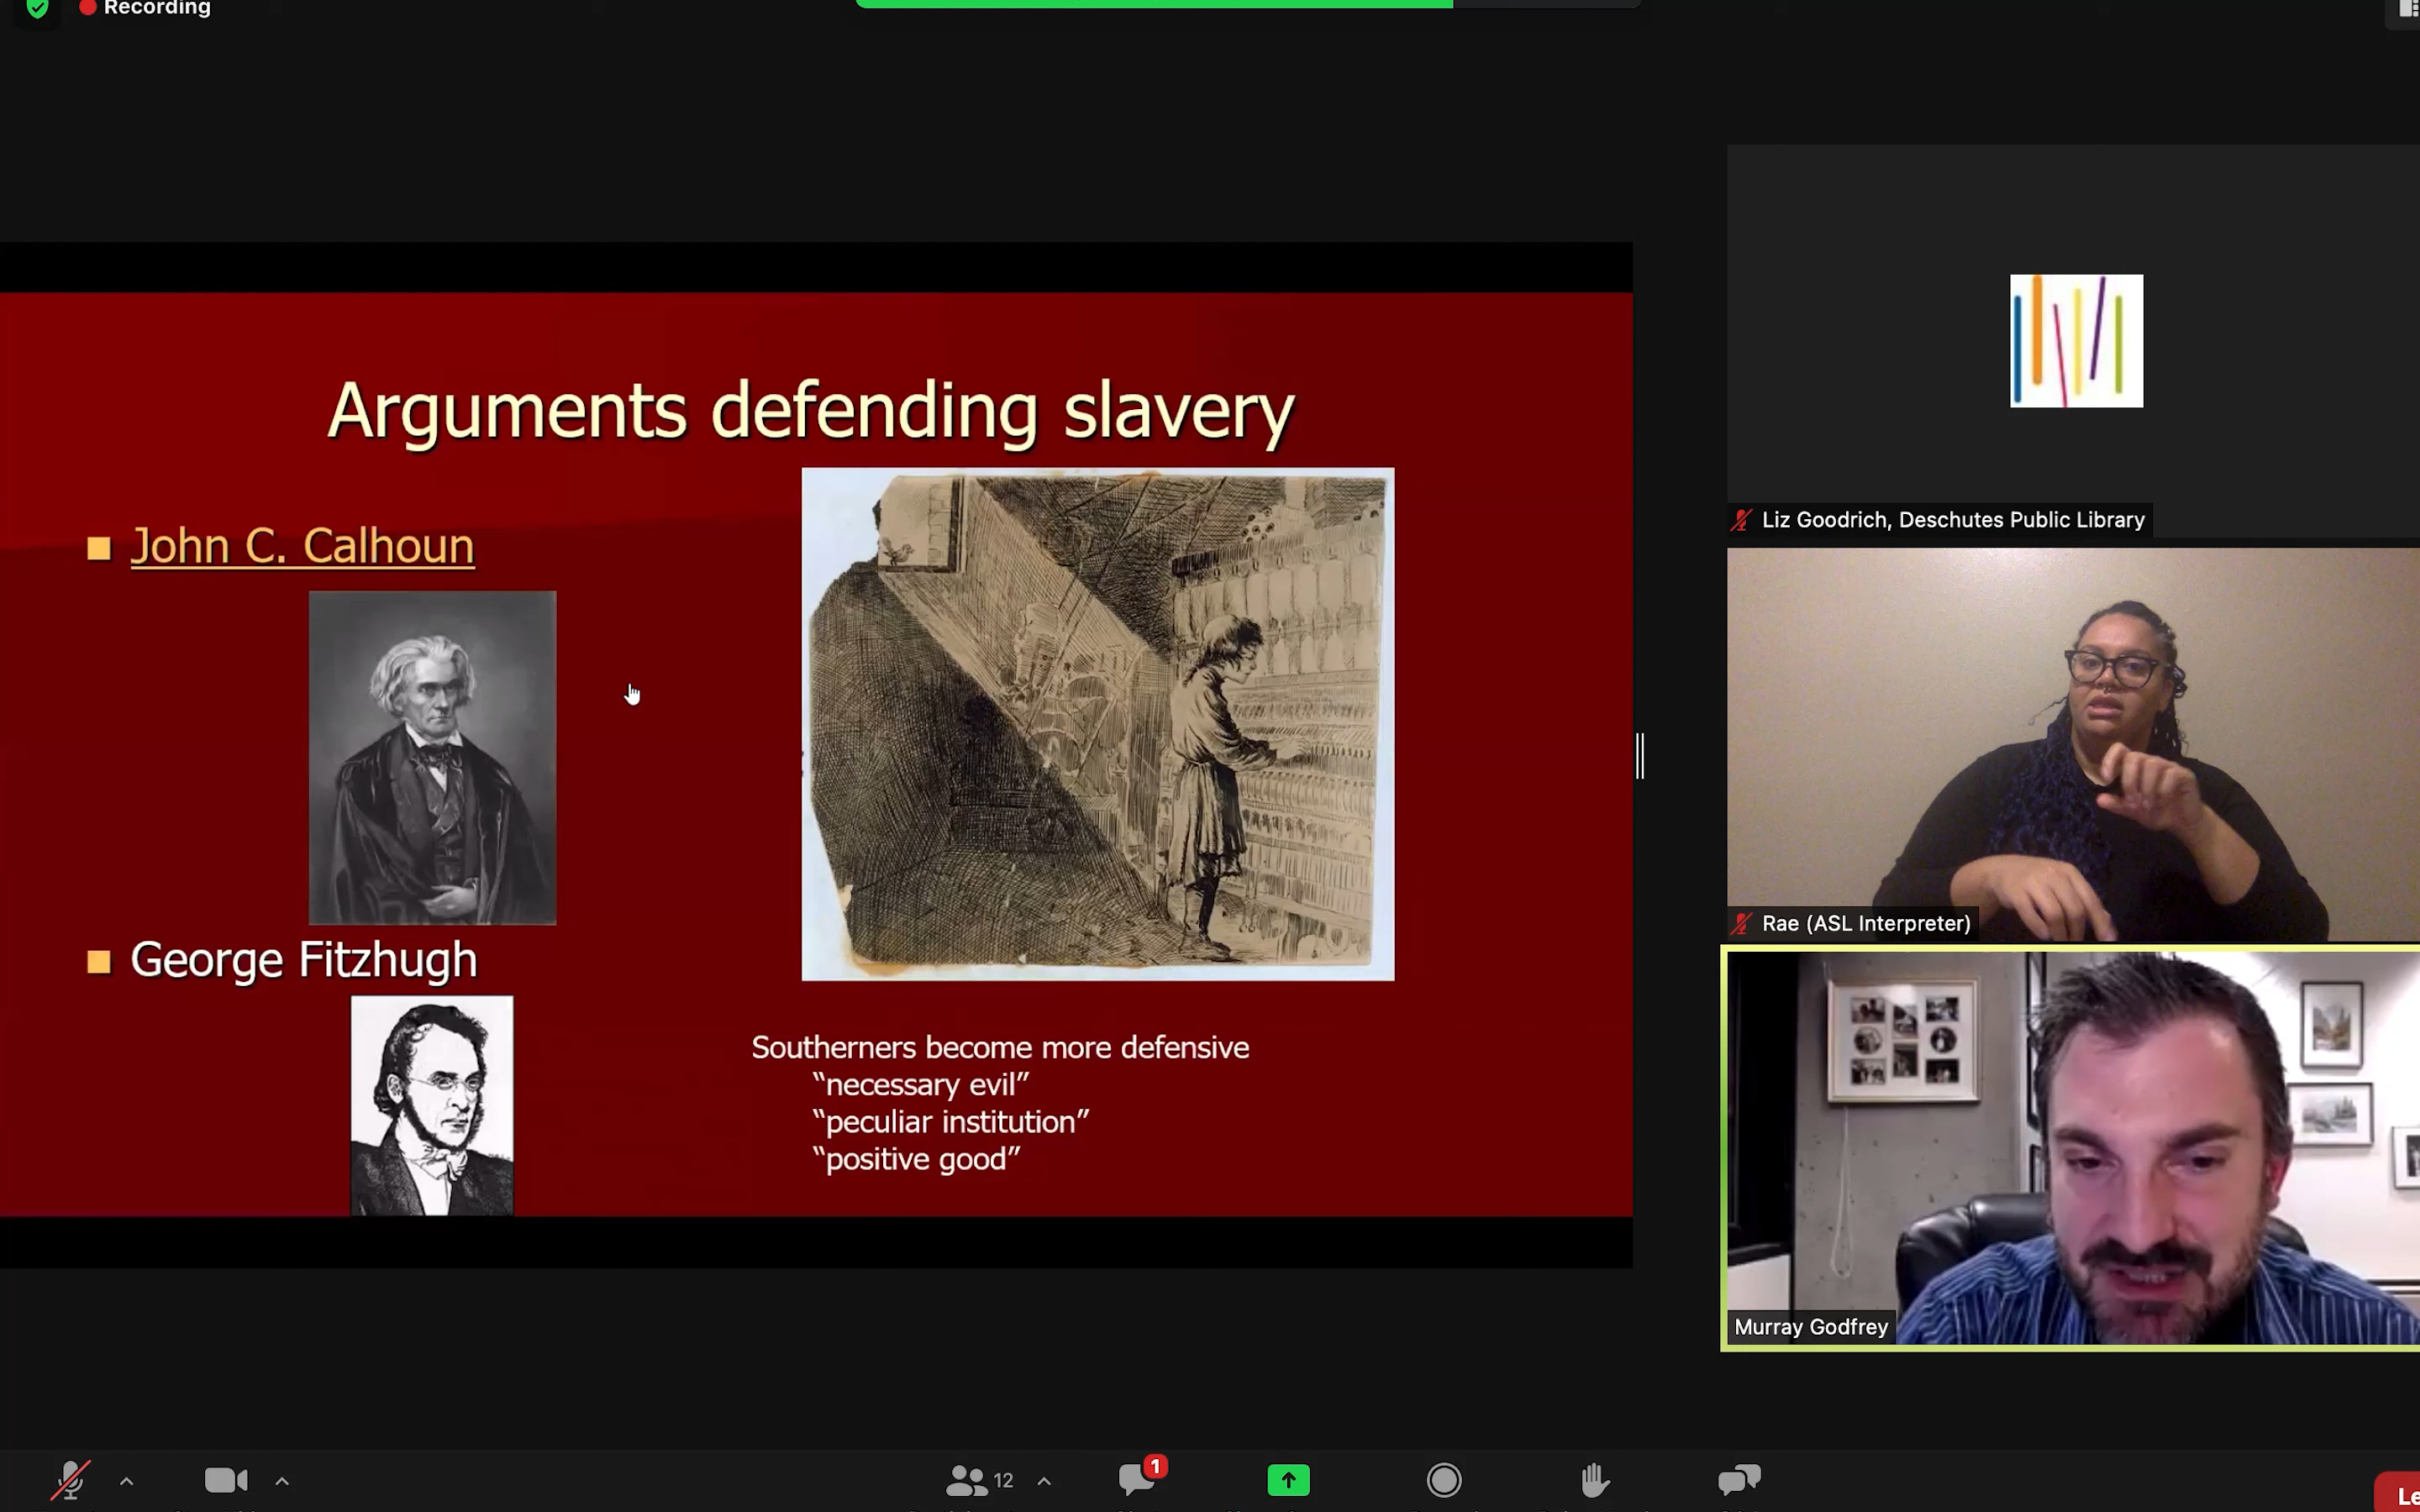 Recording
Arguments defending slavery
John C. Calhoun
George Fitzhugh
Southerners become more defensive
“necessary evil”
“peculiar institution”
“positive good”
Liz Goodrich, Deschutes Public Library
Rae (ASL Interpreter)
Murray Godfrey
12
1